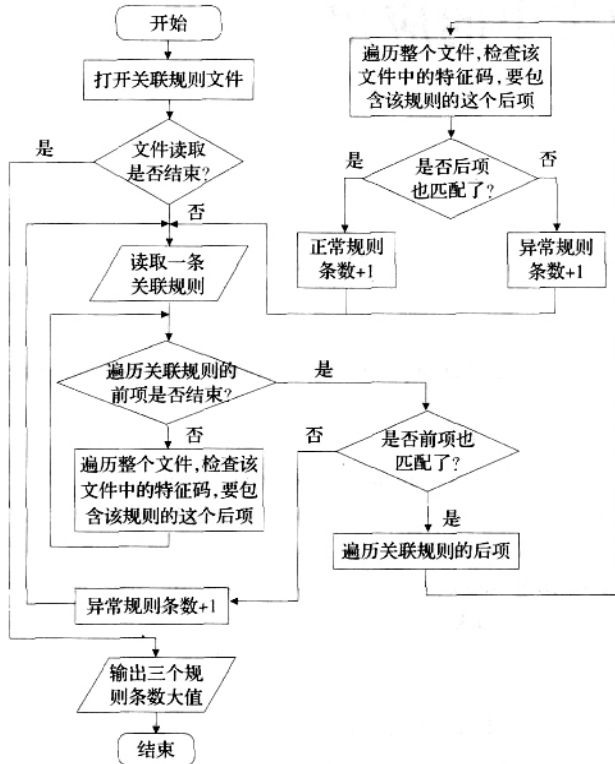 开始
打开关联规则文件
是
文件读取
是否结束?
否
读取一条
关联规则
遍历关联规则的
前项是否结束?
是
否
遍历整个文件,检查该
文件中的特征码,要包
含该规则的这个后项
异常规则条数+1
输出三个规
则条数大值
结束
遍历整个文件,检查该
文件中的特征码,要包
含该规则的这个后项
是
是否后项
也匹配了?
否
正常规则
条数+1
异常规则
条数+1
否
是否前项也
匹配了?
是
遍历关联规则的后项